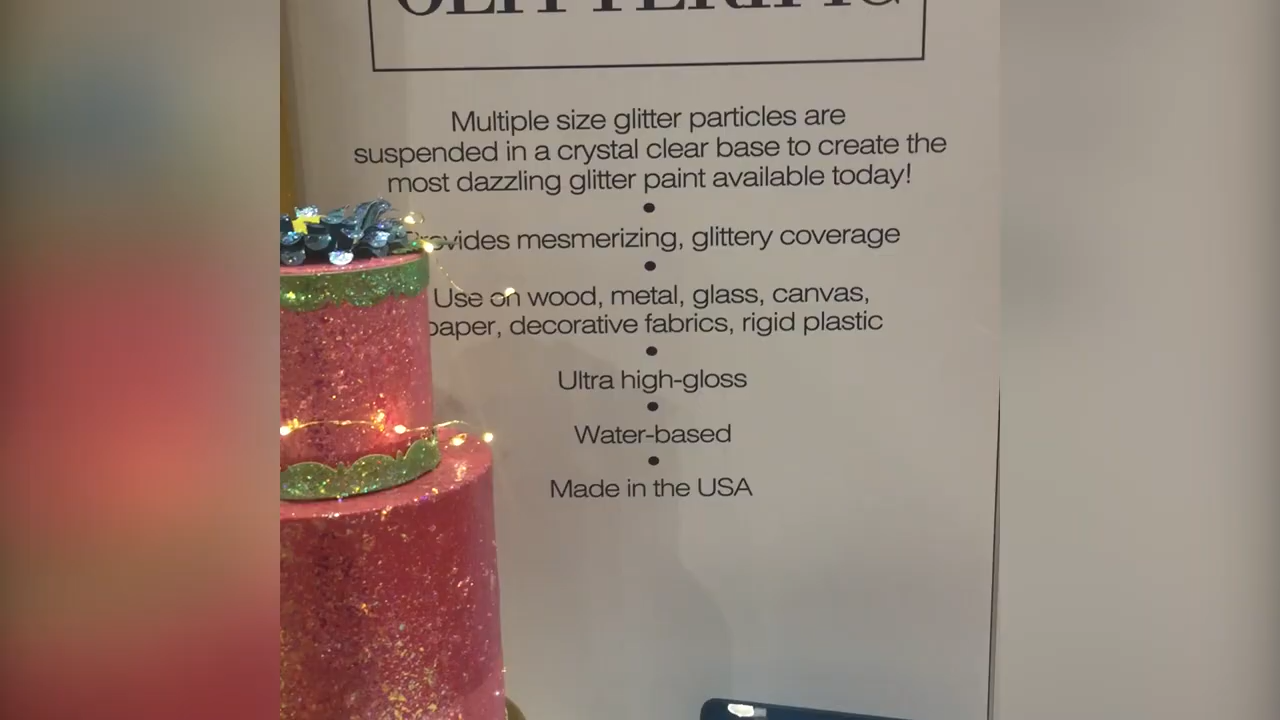 GLITTERIFIC
Multiple size glitter particles are
suspended in a crystal clear base to create the
most dazzling glitter paint available today!
•
Provides mesmerizing, glittery coverage
•
Use on wood, metal, glass, canvas,
paper, decorative fabrics, rigid plastic
•
Ultra high-gloss
•
Water-based
•
Made in the USA